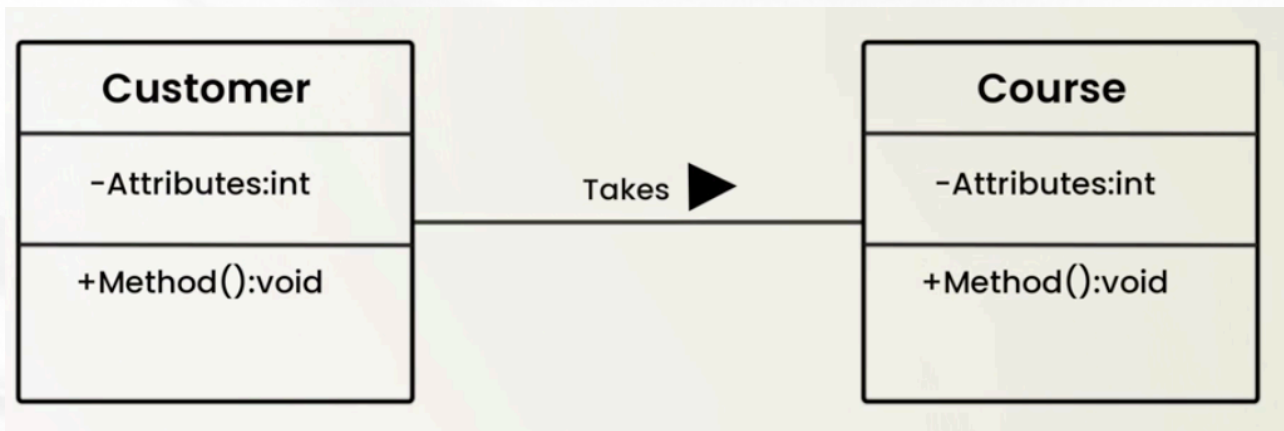 Customer
-Attributes:int
+Method():void
Takes
Course
-Attributes:int
+Method():void